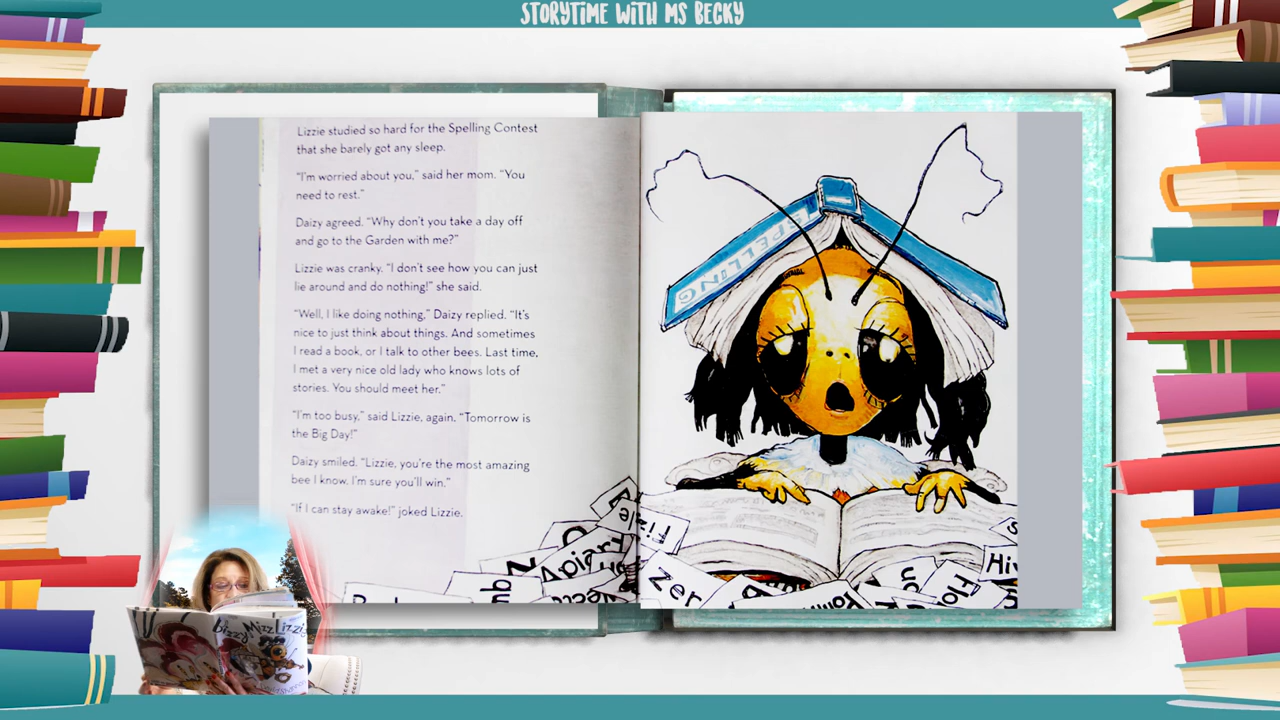 STORYTIME WITH MS BECKY
Lizzie studied so hard for the Spelling Contest
that she barely got any sleep.
"I'm worried about you," said her mom. "You
need to rest."
Daizy agreed. "Why don't you take a day off
and go to the Garden with me?"
Lizzie was cranky. "I don't see how you can just
lie around and do nothing!" she said.
"Well, I like doing nothing," Daizy replied. "It's
nice to just think about things. And sometimes
I read a book, or I talk to other bees. Last time,
I met a very nice old lady who knows lots of
stories. You should meet her."
"I'm too busy," said Lizzie, again. "Tomorrow is
the Big Day!"
Daizy smiled. "Lizzie, you're the most amazing
bee I know. I'm sure you'll win."
"If I can stay awake!" joked Lizzie.
SPELLING
Apiary
Zer
Hi
Flo
Bizzy Mizz Lizzie